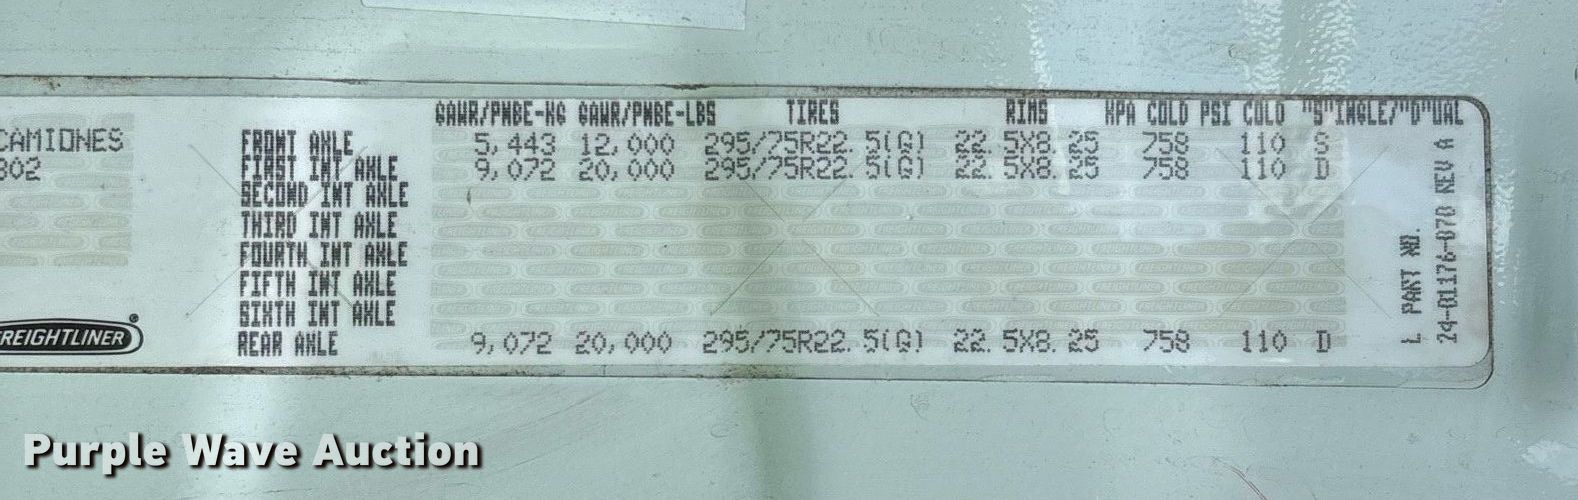 GAWR/PNBE-KG GAWR/PNBE-LBS TIRES RIMS KPA COLD PSI COLD "S"INGLE/"D"UAL
CAMIONES
302
FRONT AXLE 5,443 12,000 295/75R22.5(G) 22.5X8.25 758 110 S
FIRST INT AXLE 9,072 20,000 295/75R22.5(G) 22.5X8.25 758 110 D
SECOND INT AXLE
THIRD INT AXLE
FOURTH INT AXLE
FIFTH INT AXLE
SIXTH INT AXLE
REAR AXLE 9,072 20,000 295/75R22.5(G) 22.5X8.25 758 110 D
FREIGHTLINER®
L PART NO.
24-01176-070 REV A
Purple Wave Auction